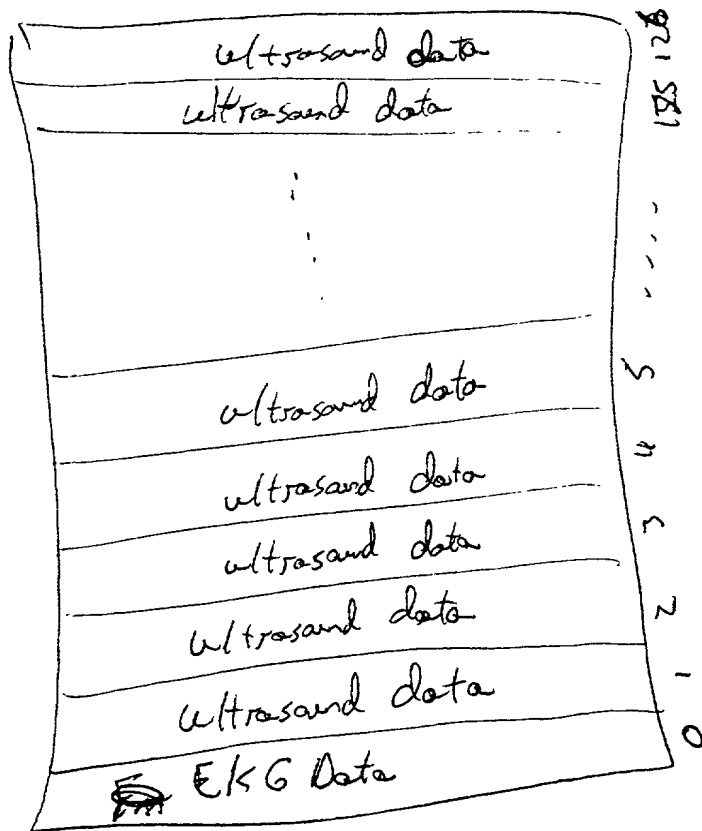 ultrasound data 128
ultrasound data
ultrasound data 5
ultrasound data 4
ultrasound data 3
ultrasound data 2
ultrasound data 1
EKG Data 0